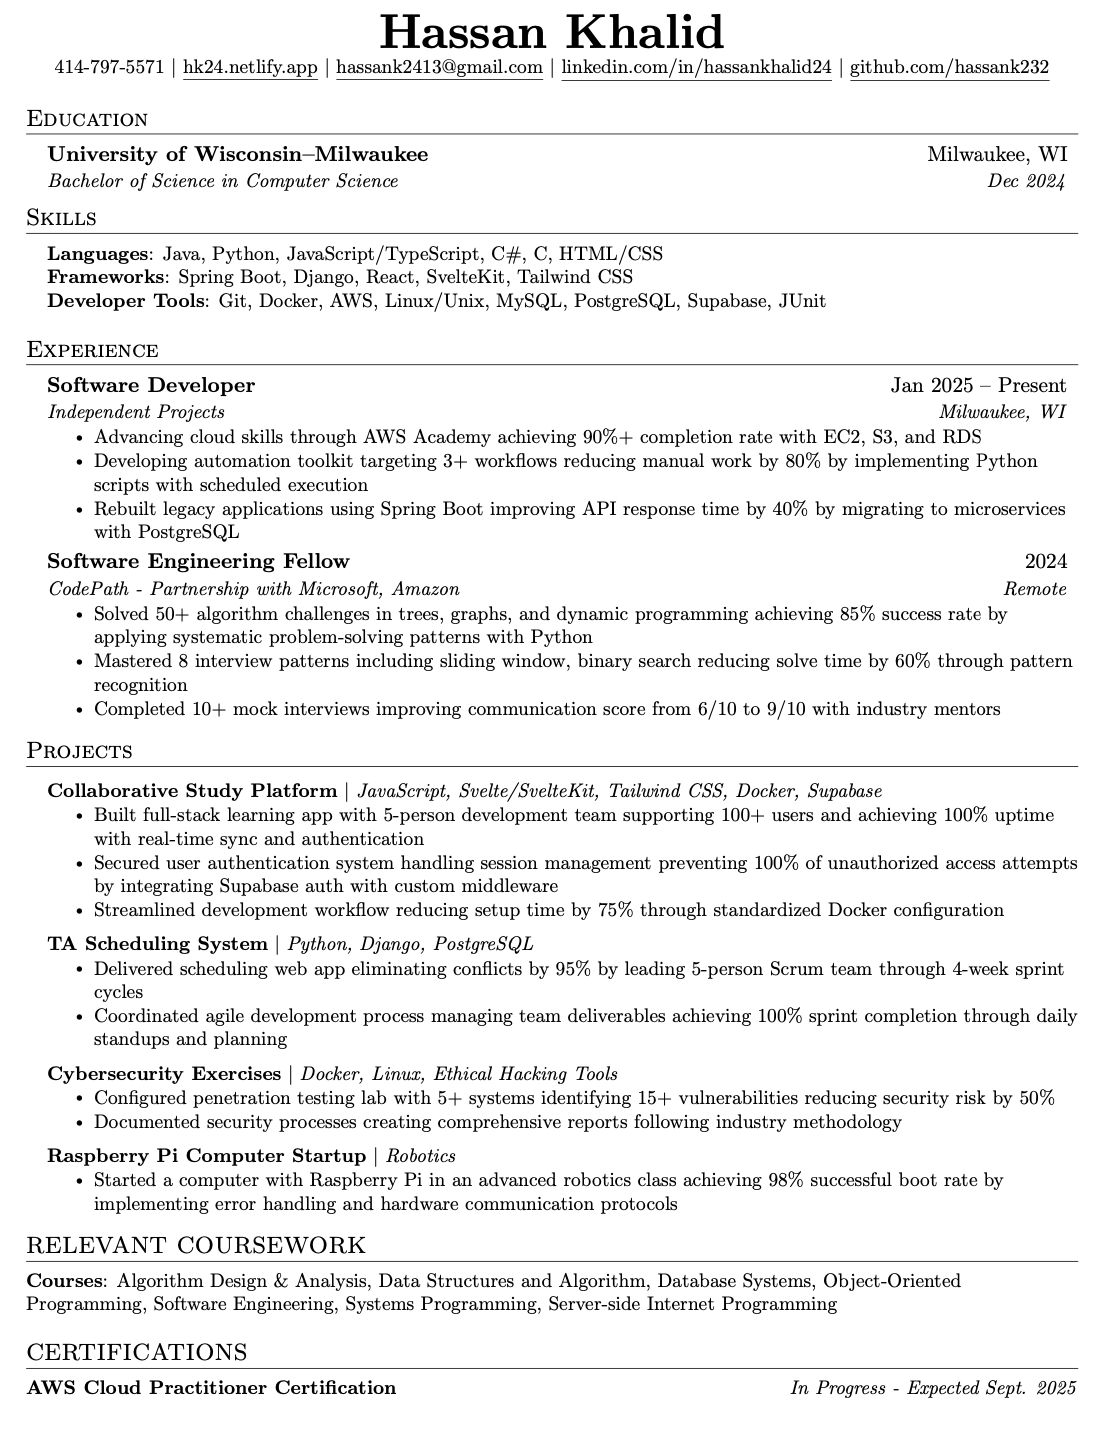 Hassan Khalid
414-797-5571 | hk24.netlify.app | hassank2413@gmail.com | linkedin.com/in/hassankhalid24 | github.com/hassank232
Education
University of Wisconsin–Milwaukee Milwaukee, WI
Bachelor of Science in Computer Science Dec 2024
Skills
Languages: Java, Python, JavaScript/TypeScript, C#, C, HTML/CSS
Frameworks: Spring Boot, Django, React, SvelteKit, Tailwind CSS
Developer Tools: Git, Docker, AWS, Linux/Unix, MySQL, PostgreSQL, Supabase, JUnit
Experience
Software Developer Jan 2025 – Present
Independent Projects Milwaukee, WI
• Advancing cloud skills through AWS Academy achieving 90%+ completion rate with EC2, S3, and RDS
• Developing automation toolkit targeting 3+ workflows reducing manual work by 80% by implementing Python
scripts with scheduled execution
• Rebuilt legacy applications using Spring Boot improving API response time by 40% by migrating to microservices
with PostgreSQL
Software Engineering Fellow 2024
CodePath - Partnership with Microsoft, Amazon Remote
• Solved 50+ algorithm challenges in trees, graphs, and dynamic programming achieving 85% success rate by
applying systematic problem-solving patterns with Python
• Mastered 8 interview patterns including sliding window, binary search reducing solve time by 60% through pattern
recognition
• Completed 10+ mock interviews improving communication score from 6/10 to 9/10 with industry mentors
Projects
Collaborative Study Platform | JavaScript, Svelte/SvelteKit, Tailwind CSS, Docker, Supabase
• Built full-stack learning app with 5-person development team supporting 100+ users and achieving 100% uptime
with real-time sync and authentication
• Secured user authentication system handling session management preventing 100% of unauthorized access attempts
by integrating Supabase auth with custom middleware
• Streamlined development workflow reducing setup time by 75% through standardized Docker configuration
TA Scheduling System | Python, Django, PostgreSQL
• Delivered scheduling web app eliminating conflicts by 95% by leading 5-person Scrum team through 4-week sprint
cycles
• Coordinated agile development process managing team deliverables achieving 100% sprint completion through daily
standups and planning
Cybersecurity Exercises | Docker, Linux, Ethical Hacking Tools
• Configured penetration testing lab with 5+ systems identifying 15+ vulnerabilities reducing security risk by 50%
• Documented security processes creating comprehensive reports following industry methodology
Raspberry Pi Computer Startup | Robotics
• Started a computer with Raspberry Pi in an advanced robotics class achieving 98% successful boot rate by
implementing error handling and hardware communication protocols
RELEVANT COURSEWORK
Courses: Algorithm Design & Analysis, Data Structures and Algorithm, Database Systems, Object-Oriented
Programming, Software Engineering, Systems Programming, Server-side Internet Programming
CERTIFICATIONS
AWS Cloud Practitioner Certification In Progress - Expected Sept. 2025